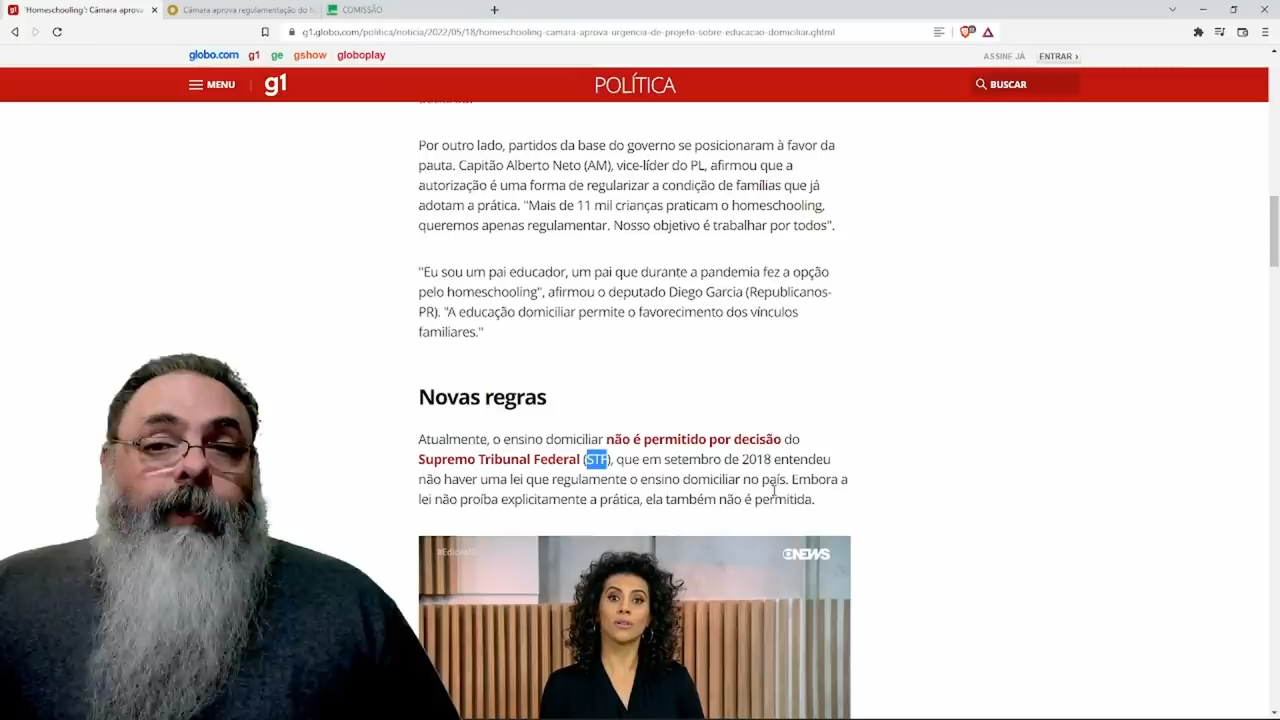 'Homeschooling': Câmara aprova
Câmara aprova regulamentação do h
COMISSÃO
g1.globo.com/politica/noticia/2022/05/18/homeschooling-camara-aprova-urgencia-de-projeto-sobre-educacao-domiciliar.ghtml
globo.com g1 ge gshow globoplay
ASSINE JÁ ENTRAR ›
MENU g1 POLÍTICA BUSCAR
Por outro lado, partidos da base do governo se posicionaram à favor da
pauta. Capitão Alberto Neto (AM), vice-líder do PL, afirmou que a
autorização é uma forma de regularizar a condição de famílias que já
adotam a prática. "Mais de 11 mil crianças praticam o homeschooling,
queremos apenas regulamentar. Nosso objetivo é trabalhar por todos".
"Eu sou um pai educador, um pai que durante a pandemia fez a opção
pelo homeschooling", afirmou o deputado Diego Garcia (Republicanos-
PR). "A educação domiciliar permite o favorecimento dos vínculos
familiares."
Novas regras
Atualmente, o ensino domiciliar não é permitido por decisão do
Supremo Tribunal Federal (STF), que em setembro de 2018 entendeu
não haver uma lei que regulamente o ensino domiciliar no país. Embora a
lei não proíba explicitamente a prática, ela também não é permitida.
NEWS